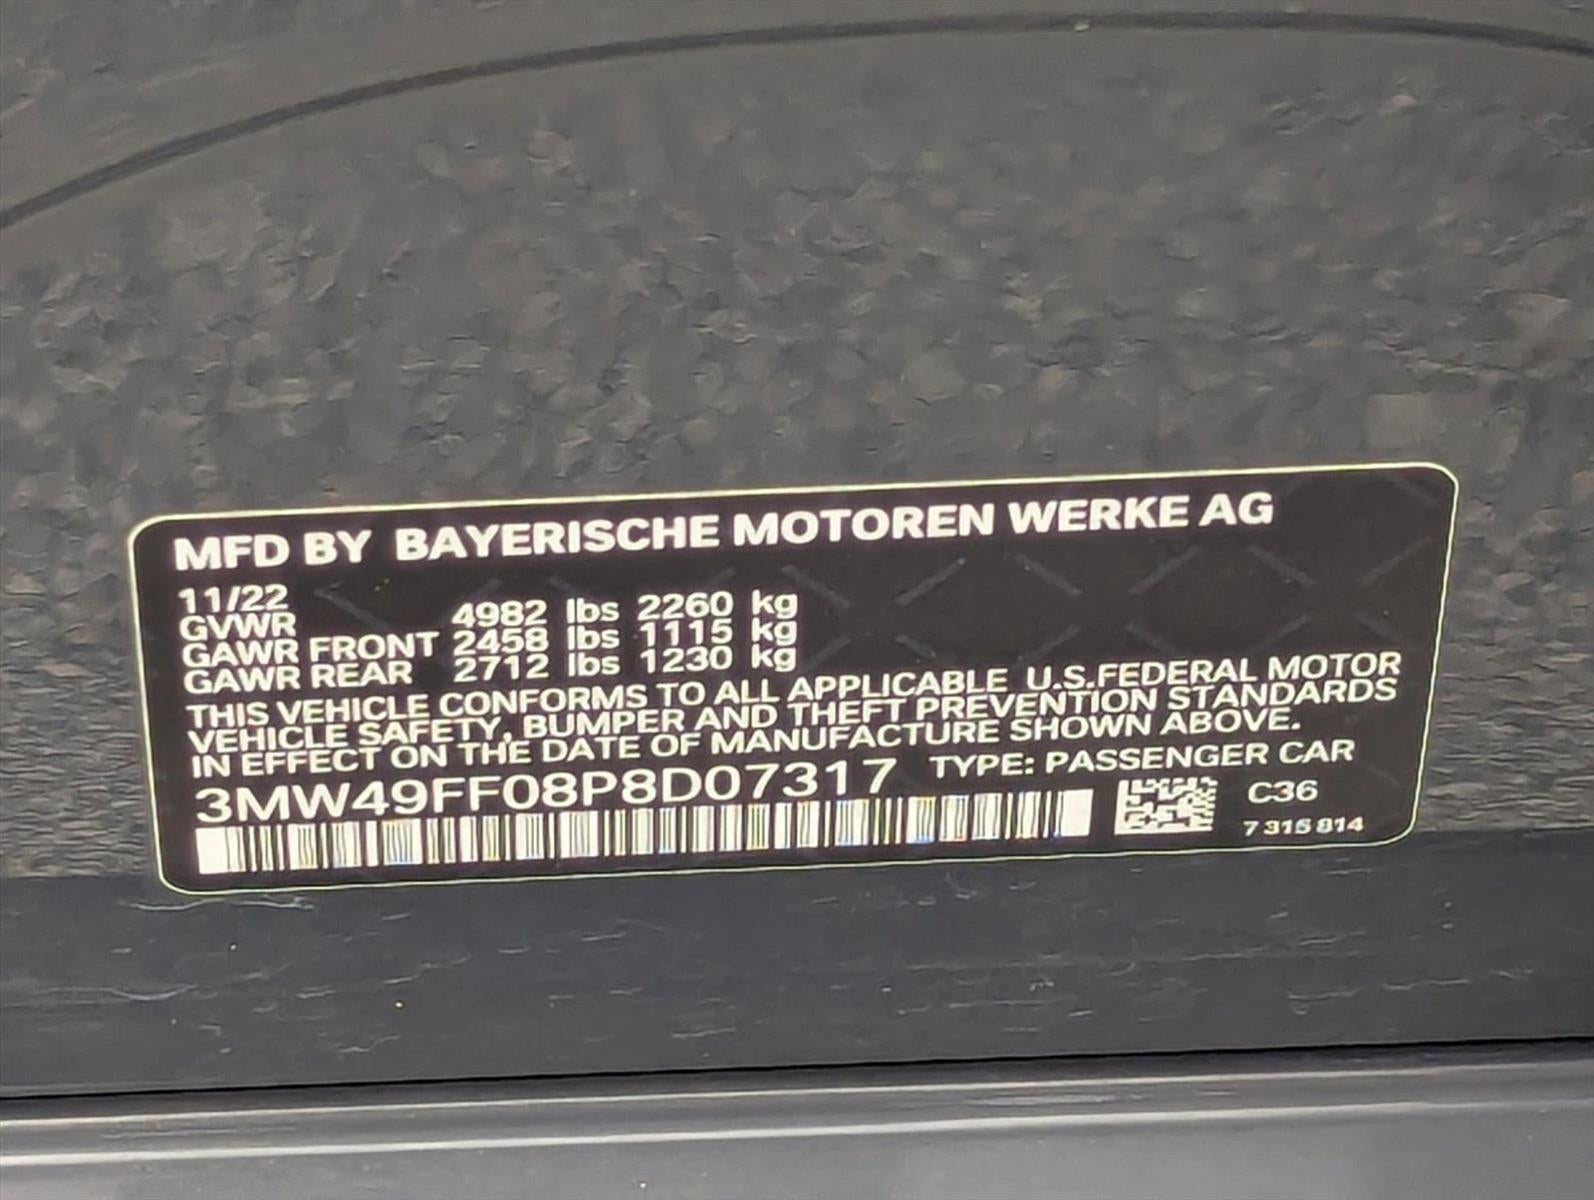 MFD BY BAYERISCHE MOTOREN WERKE AG
11/22
GVWR 4982 lbs 2260 kg
GAWR FRONT 2458 lbs 1115 kg
GAWR REAR 2712 lbs 1230 kg
THIS VEHICLE CONFORMS TO ALL APPLICABLE U.S.FEDERAL MOTOR
VEHICLE SAFETY, BUMPER AND THEFT PREVENTION STANDARDS
IN EFFECT ON THE DATE OF MANUFACTURE SHOWN ABOVE.
3MW49FF08P8D07317 TYPE: PASSENGER CAR
C36
7 315 814